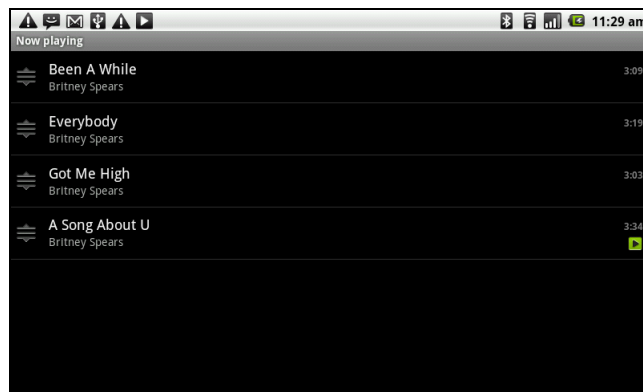 11:29 am
Now playing
Been A While
3:09
Britney Spears
Everybody
3:19
Britney Spears
Got Me High
3:03
Britney Spears
A Song About U
3:34
Britney Spears